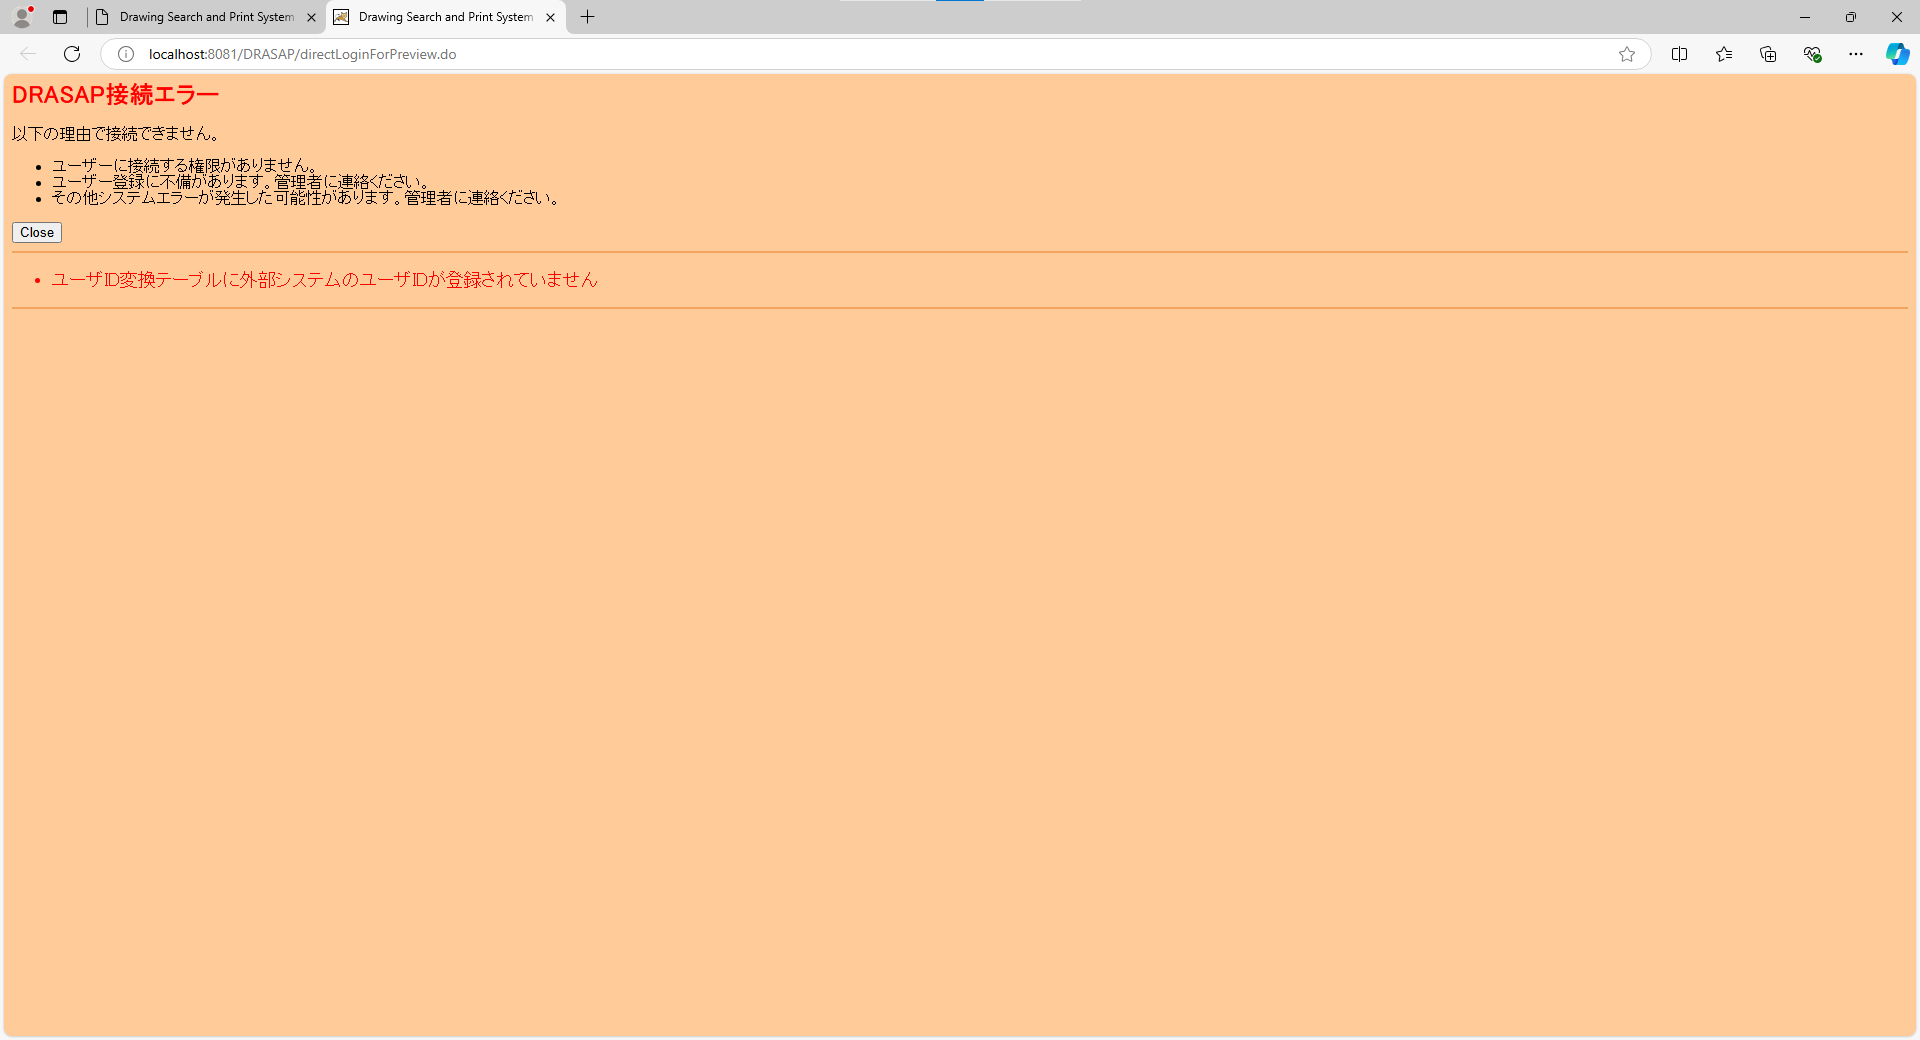 Drawing Search and Print System
Drawing Search and Print System
localhost:8081/DRASAP/directLoginForPreview.do
DRASAP接続エラー
以下の理由で接続できません。
ユーザーに接続する権限がありません。
ユーザー登録に不備があります。管理者に連絡ください。
その他システムエラーが発生した可能性があります。管理者に連絡ください。
Close
ユーザID変換テーブルに外部システムのユーザIDが登録されていません